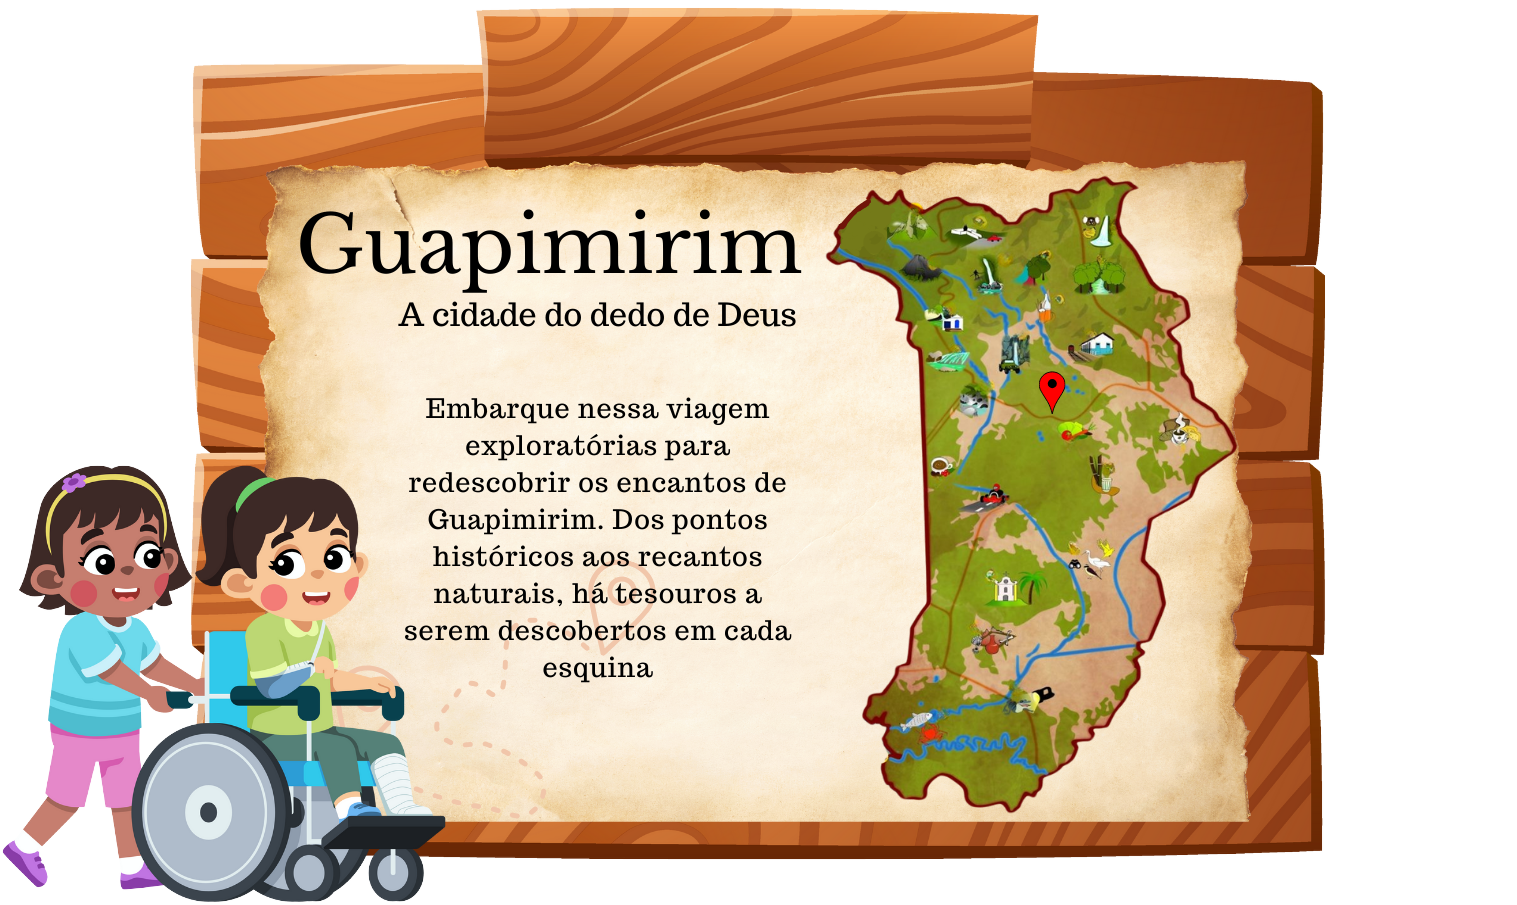 Guapimirim
A cidade do dedo de Deus
Embarque nessa viagem
exploratórias para
redescobrir os encantos de
Guapimirim. Dos pontos
históricos aos recantos
naturais, há tesouros a
serem descobertos em cada
esquina